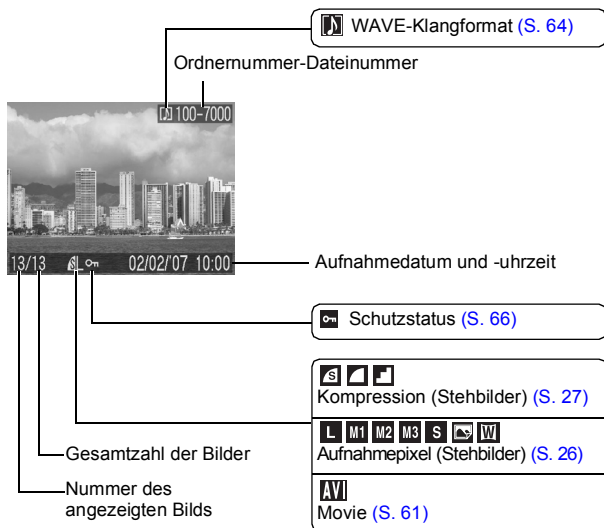 WAVE-Klangformat (S. 64)
Ordnernummer-Dateinummer
100-7000
13/13 L 02/02/'07 10:00
Aufnahmedatum und -uhrzeit
Schutzstatus (S. 66)
S
Kompression (Stehbilder) (S. 27)
L M1 M2 M3 S W
Aufnahmepixel (Stehbilder) (S. 26)
AVI
Movie (S. 61)
Gesamtzahl der Bilder
Nummer des
angezeigten Bilds